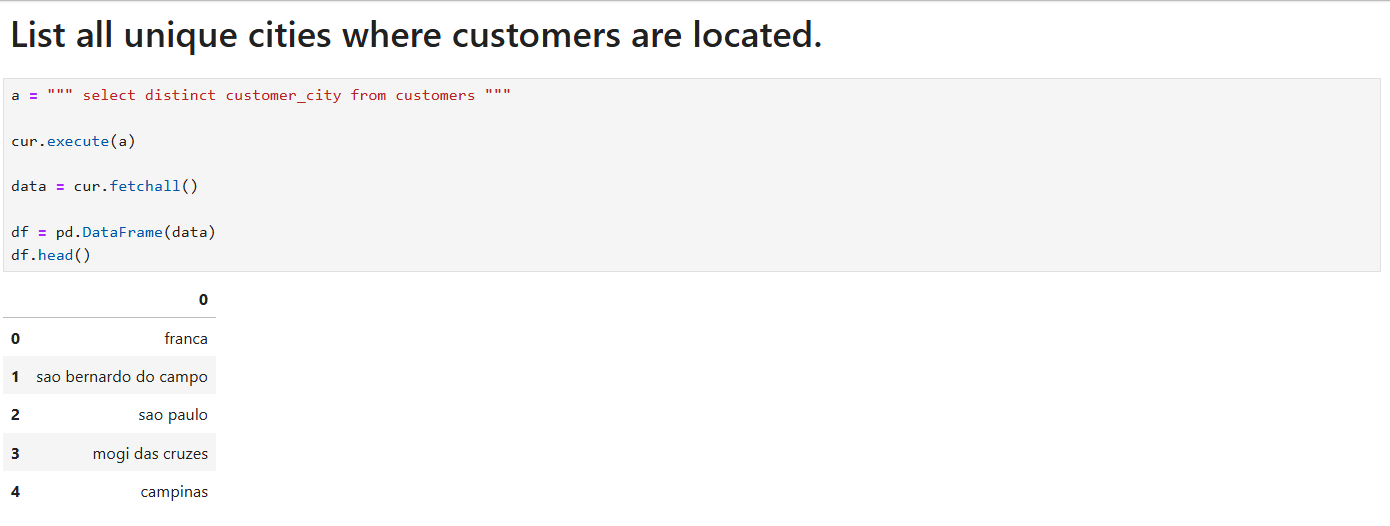 List all unique cities where customers are located.
a = """ select distinct customer_city from customers """
cur.execute(a)
data = cur.fetchall()
df = pd.DataFrame(data)
df.head()
0
0 franca
1 sao bernardo do campo
2 sao paulo
3 mogi das cruzes
4 campinas